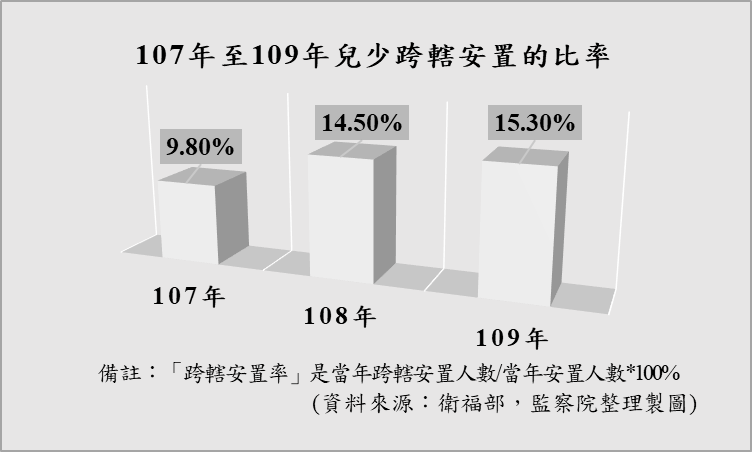 107年至109年兒少跨轄安置的比率
9.80%
14.50%
15.30%
107年
108年
109年
備註：「跨轄安置率」是當年跨轄安置人數/當年安置人數*100%
(資料來源：衛福部，監察院整理製圖)